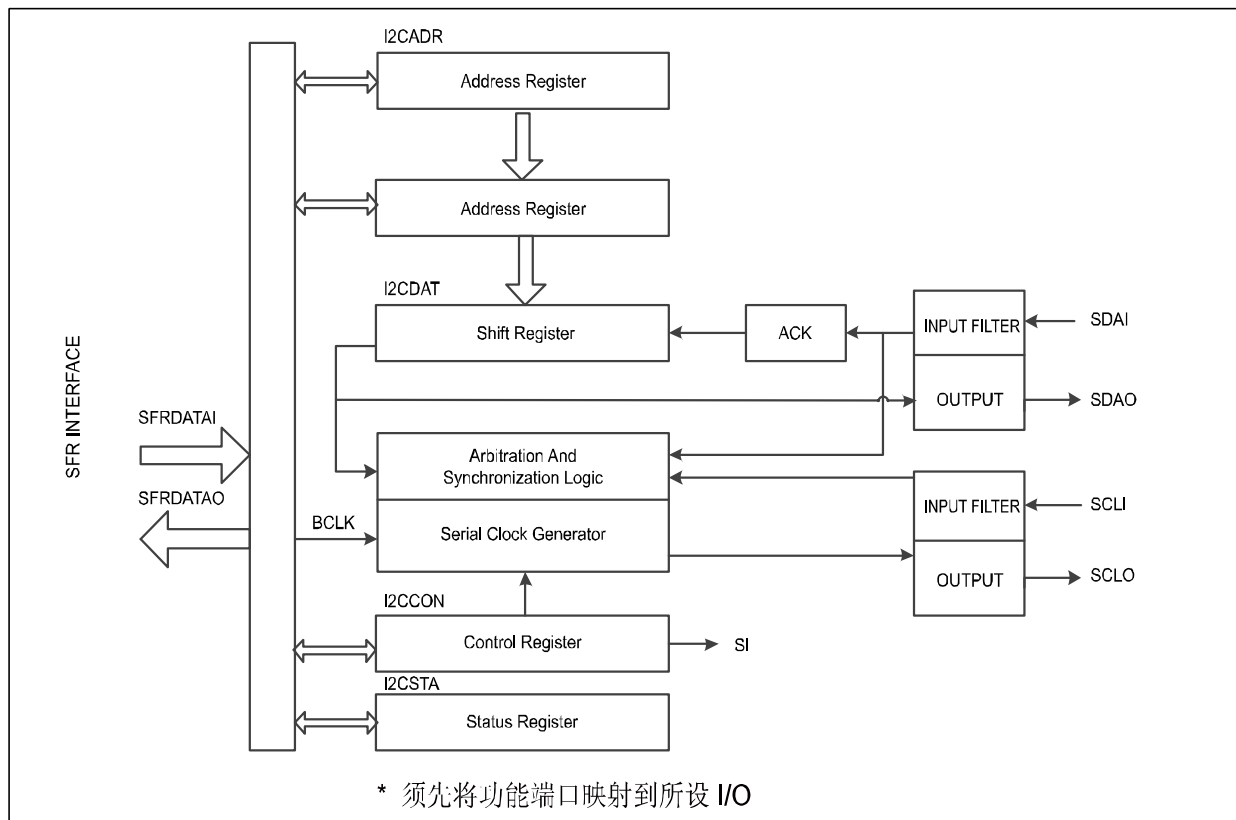 I2CADR
Address Register
Address Register
I2CDAT
Shift Register
ACK
INPUT FILTER
SDAI
OUTPUT
SDAO
SFR INTERFACE
SFRDATAI
SFRDATAO
Arbitration And
Synchronization Logic
BCLK
Serial Clock Generator
INPUT FILTER
SCLI
OUTPUT
SCLO
I2CCON
Control Register
SI
I2CSTA
Status Register
* 须先将功能端口映射到所设 I/O